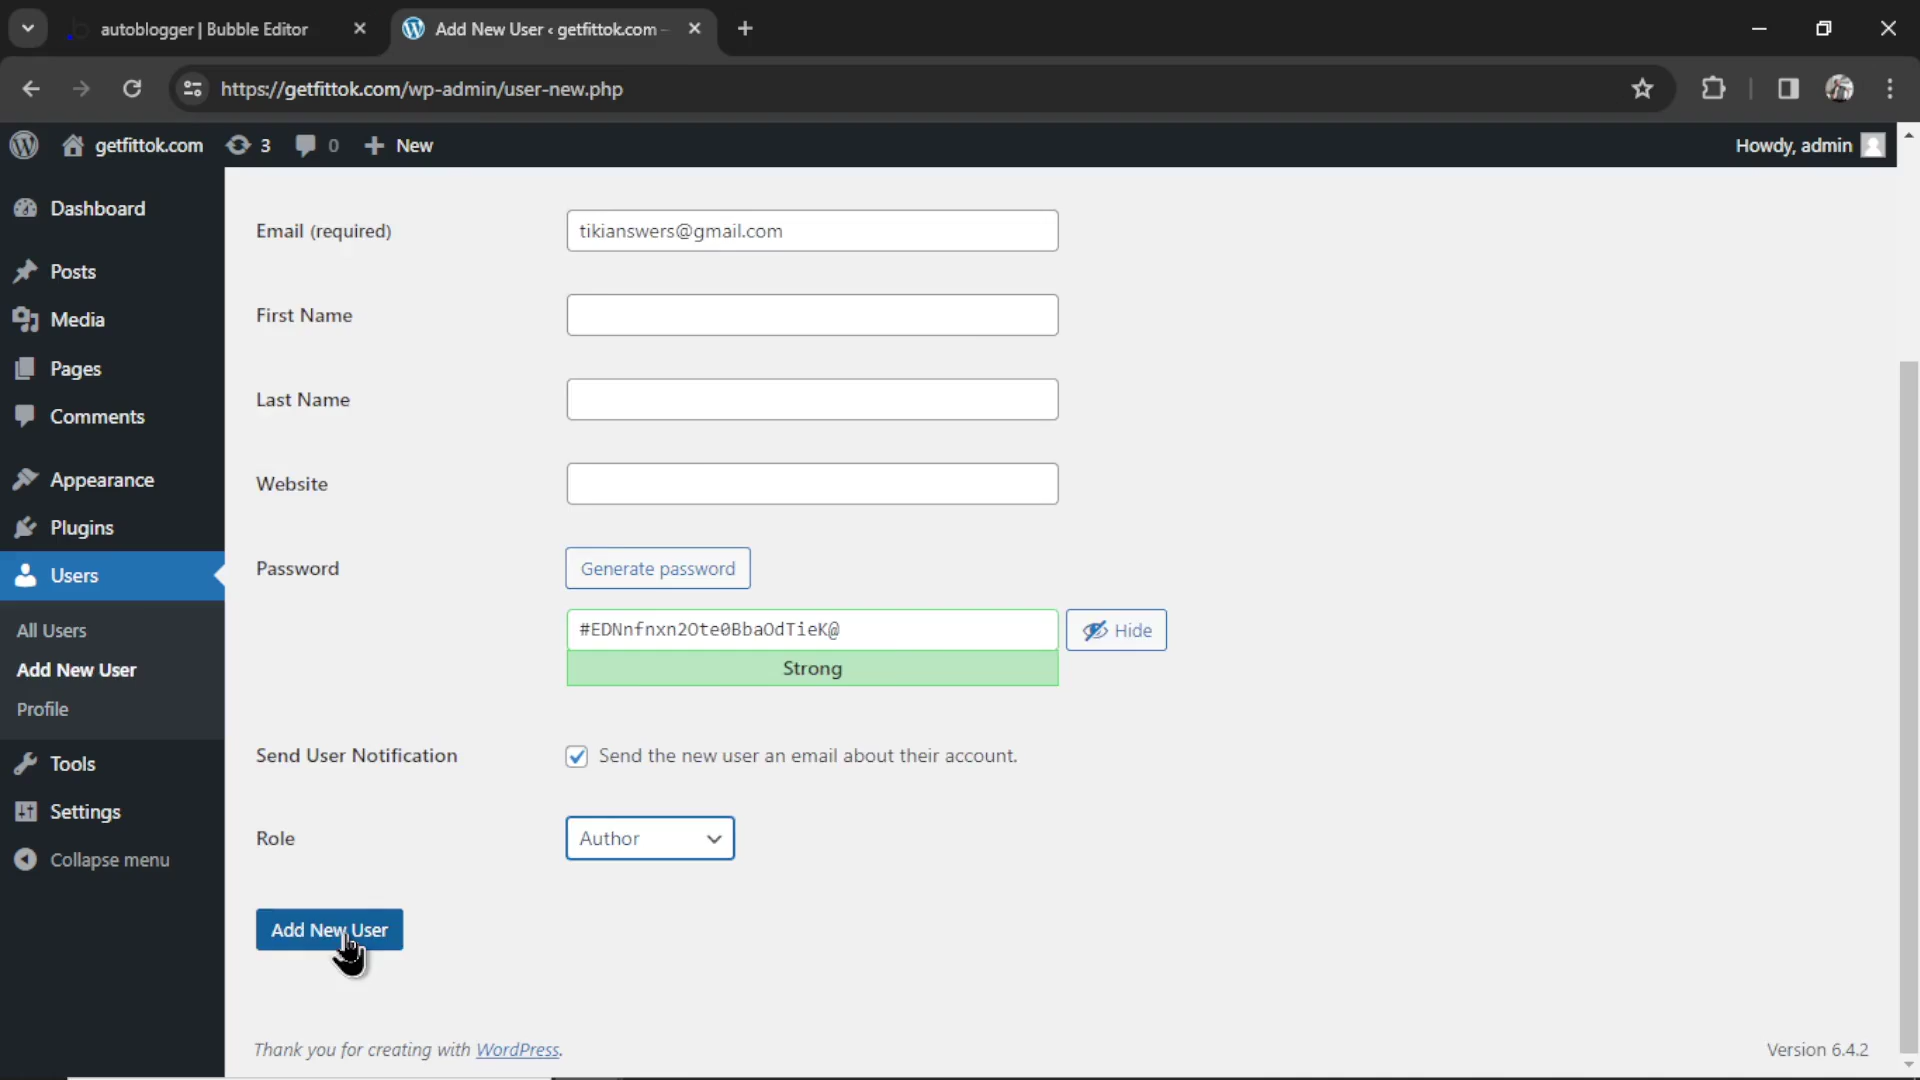 autoblogger | Bubble Editor
Add New User ‹ getfittok.com –
https://getfittok.com/wp-admin/user-new.php
getfittok.com 3 0 New Howdy, admin
Dashboard
Posts
Media
Pages
Comments
Appearance
Plugins
Users
All Users
Add New User
Profile
Tools
Settings
Collapse menu
Email (required) tikianswers@gmail.com
First Name
Last Name
Website
Password Generate password
#EDNnfnxn2Ote0BbaOdTieK@ Hide
Strong
Send User Notification Send the new user an email about their account.
Role Author
Add New User
Thank you for creating with WordPress. Version 6.4.2